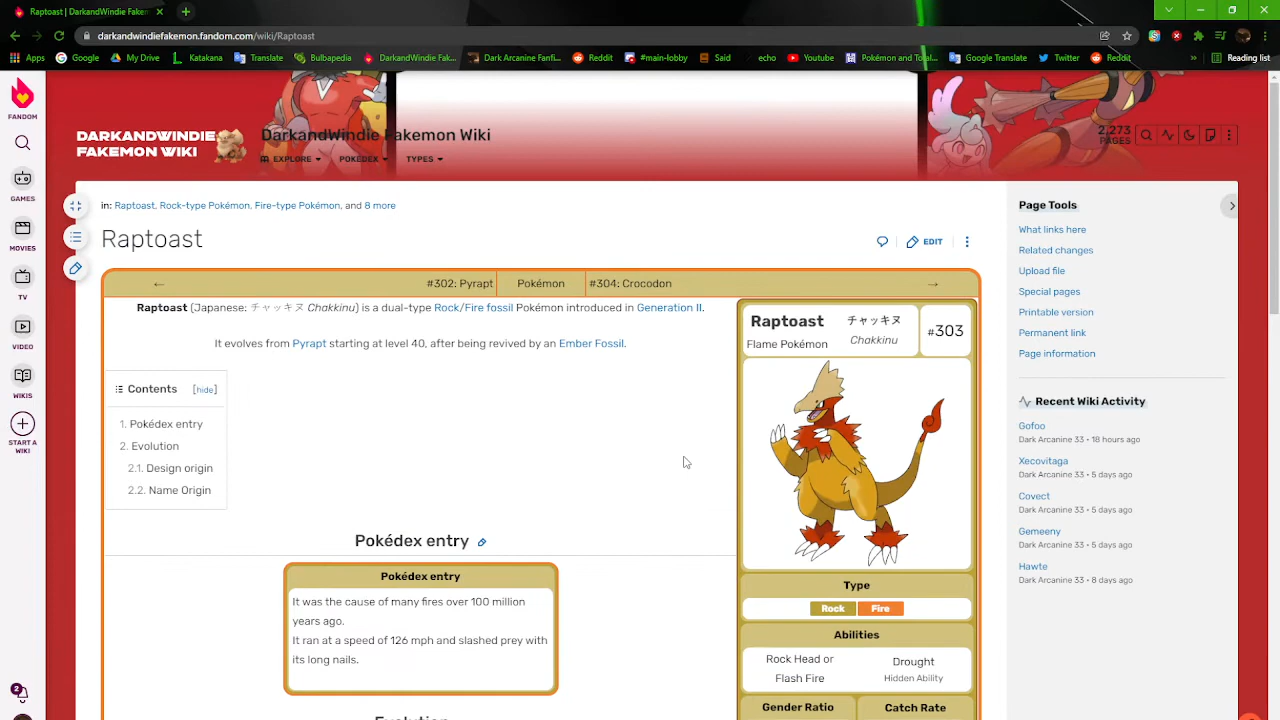 Raptoast | DarkandWindie Fakem
darkandwindiefakemon.fandom.com/wiki/Raptoast
Apps Google My Drive Katakana Translate Bulbapedia DarkandWindie Fak... Dark Arcanine Fanfi... Reddit #main-lobby Said echo YouTube Pokémon and Total... Google Translate Twitter Reddit » Reading list
FANDOM
GAMES
MOVIES
TV
VIDEO
WIKIS
START A
WIKI
2
DARKANDWINDIE
FAKEMON WIKI
DarkandWindie Fakemon Wiki
EXPLORE POKÉDEX TYPES
2,273
PAGES
in: Raptoast, Rock-type Pokémon, Fire-type Pokémon, and 8 more
Raptoast
EDIT
← #302: Pyrapt Pokémon #304: Crocodon →
Raptoast (Japanese: チャッキヌ Chakkinu) is a dual-type Rock/Fire fossil Pokémon introduced in Generation II.
It evolves from Pyrapt starting at level 40, after being revived by an Ember Fossil.
Contents [hide]
1. Pokédex entry
2. Evolution
2.1. Design origin
2.2. Name Origin
Pokédex entry
Pokédex entry
It was the cause of many fires over 100 million
years ago.
It ran at a speed of 126 mph and slashed prey with
its long nails.
Evolution
Raptoast チャッキヌ #303
Flame Pokémon Chakkinu
Type
Rock Fire
Abilities
Rock Head or
Flash Fire
Drought
Hidden Ability
Gender Ratio Catch Rate
Page Tools
What links here
Related changes
Upload file
Special pages
Printable version
Permanent link
Page information
Recent Wiki Activity
Gofoo
Dark Arcanine 33 • 18 hours ago
Xecovitaga
Dark Arcanine 33 • 5 days ago
Covect
Dark Arcanine 33 • 5 days ago
Gemeeny
Dark Arcanine 33 • 5 days ago
Hawte
Dark Arcanine 33 • 8 days ago